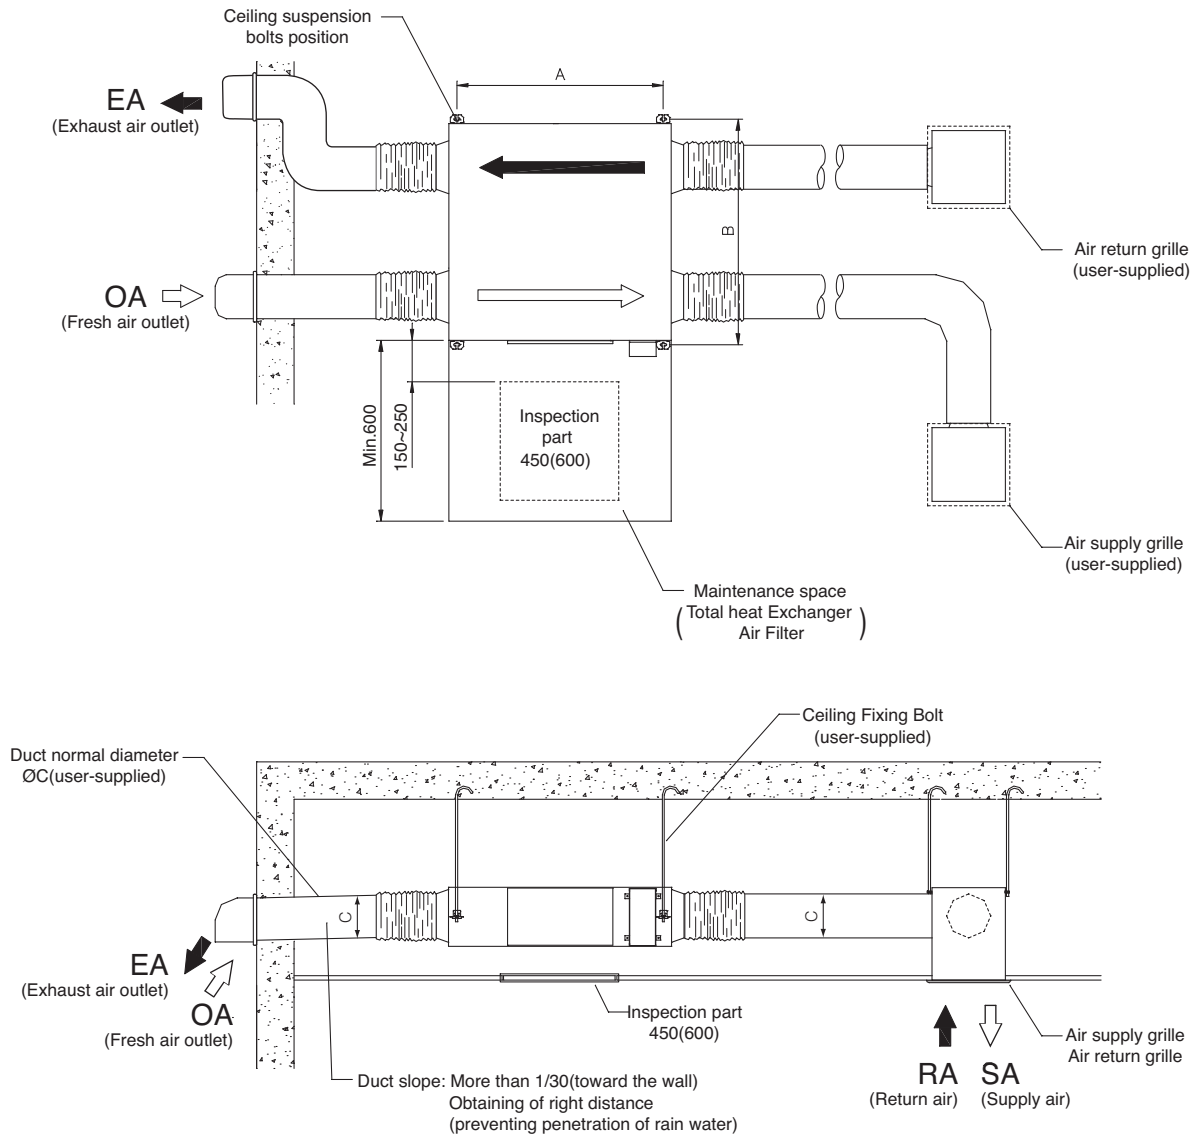 Ceiling suspension
bolts position
A
EA
(Exhaust air outlet)
B
Air return grille
(user-supplied)
OA
(Fresh air outlet)
Min.600
150~250
Inspection
part
450(600)
Air supply grille
(user-supplied)
Maintenance space
(Total heat Exchanger
Air Filter)
Ceiling Fixing Bolt
(user-supplied)
Duct normal diameter
ØC(user-supplied)
C
C
EA
(Exhaust air outlet)
OA
(Fresh air outlet)
Inspection part
450(600)
Air supply grille
Air return grille
RA
(Return air)
SA
(Supply air)
Duct slope: More than 1/30(toward the wall)
Obtaining of right distance
(preventing penetration of rain water)